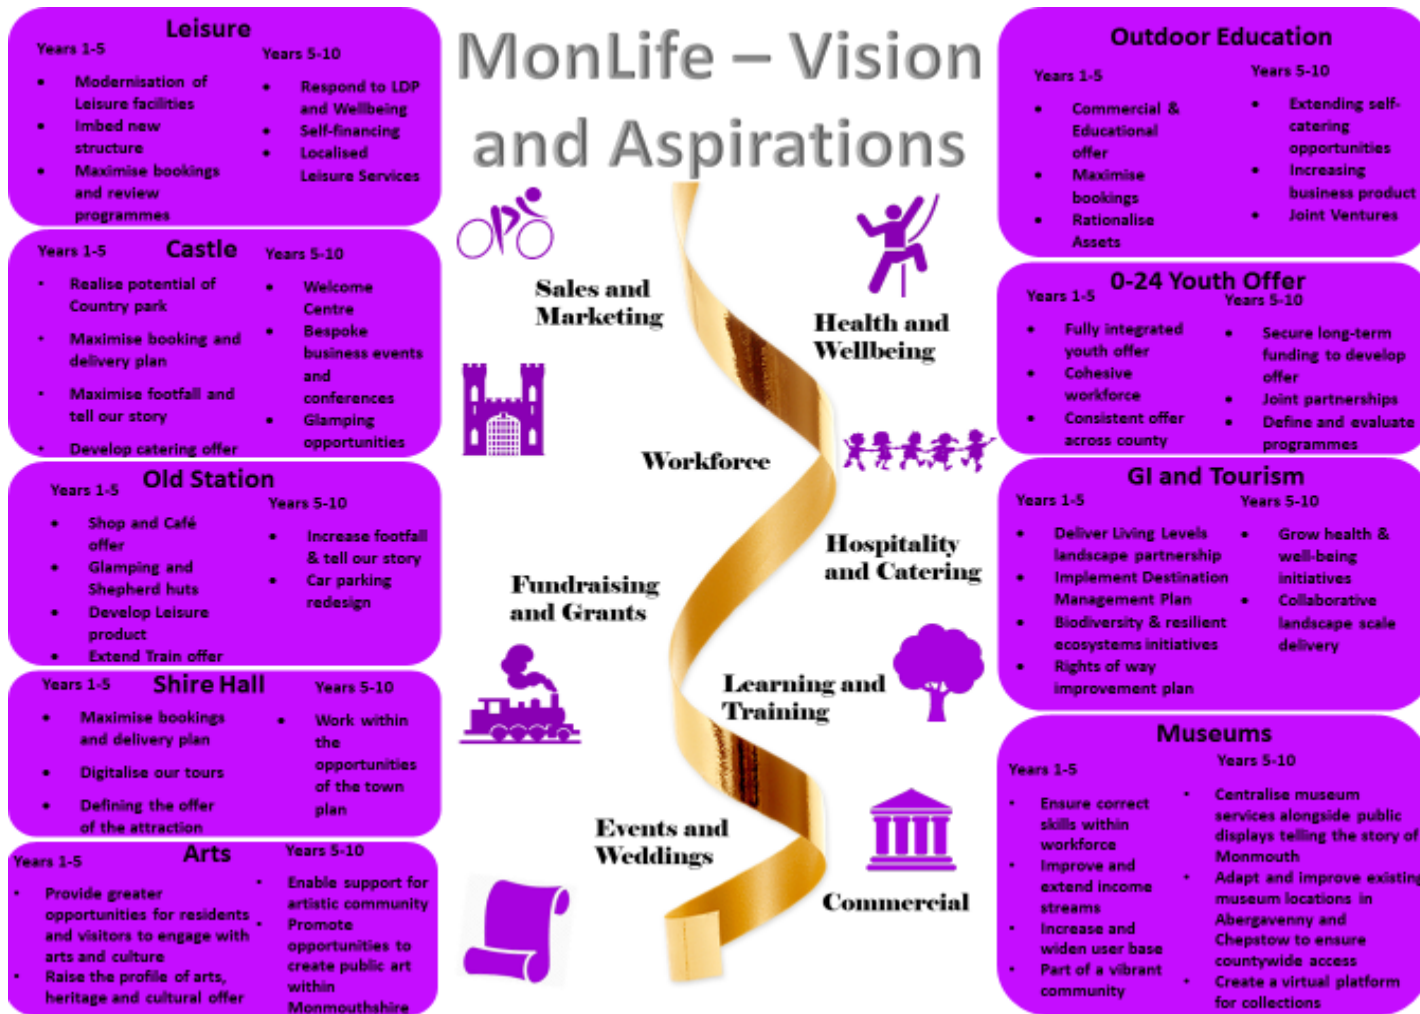 MonLife – Vision
and Aspirations
Leisure
Years 1-5
Modernisation of
Leisure facilities
Imbed new
structure
Maximise bookings
and review
programmes
Years 5-10
Respond to LDP
and Wellbeing
Self-financing
Localised
Leisure Services
Castle
Years 1-5
Realise potential of
Country park
Maximise booking and
delivery plan
Maximise footfall and
tell our story
Develop catering offer
Years 5-10
Welcome
Centre
Bespoke
business events
and
conferences
Glamping
opportunities
Old Station
Years 1-5
Shop and Café
offer
Glamping and
Shepherd huts
Develop Leisure
product
Extend Train offer
Years 5-10
Increase footfall
& tell our story
Car parking
redesign
Shire Hall
Years 1-5
Maximise bookings
and delivery plan
Digitalise our tours
Defining the offer
of the attraction
Years 5-10
Work within
the
opportunities
of the town
plan
Arts
Years 1-5
Provide greater
opportunities for residents
and visitors to engage with
arts and culture
Raise the profile of arts,
heritage and cultural offer
Years 5-10
Enable support for
artistic community
Promote
opportunities to
create public art
within
Monmouthshire
Sales and
Marketing
Health and
Wellbeing
Workforce
Hospitality
and Catering
Fundraising
and Grants
Learning and
Training
Events and
Weddings
Commercial
Outdoor Education
Years 1-5
Commercial &
Educational
offer
Maximise
bookings
Rationalise
Assets
Years 5-10
Extending self-
catering
opportunities
Increasing
business product
Joint Ventures
0-24 Youth Offer
Years 1-5
Fully integrated
youth offer
Cohesive
workforce
Consistent offer
across county
Years 5-10
Secure long-term
funding to develop
offer
Joint partnerships
Define and evaluate
programmes
GI and Tourism
Years 1-5
Deliver Living Levels
landscape partnership
Implement Destination
Management Plan
Biodiversity & resilient
ecosystems initiatives
Rights of way
improvement plan
Years 5-10
Grow health &
well-being
initiatives
Collaborative
landscape scale
delivery
Museums
Years 1-5
Ensure correct
skills within
workforce
Improve and
extend income
streams
Increase and
widen user base
Part of a vibrant
community
Years 5-10
Centralise museum
services alongside public
displays telling the story of
Monmouth
Adapt and improve existing
museum locations in
Abergavenny and
Chepstow to ensure
countywide access
Create a virtual platform
for collections